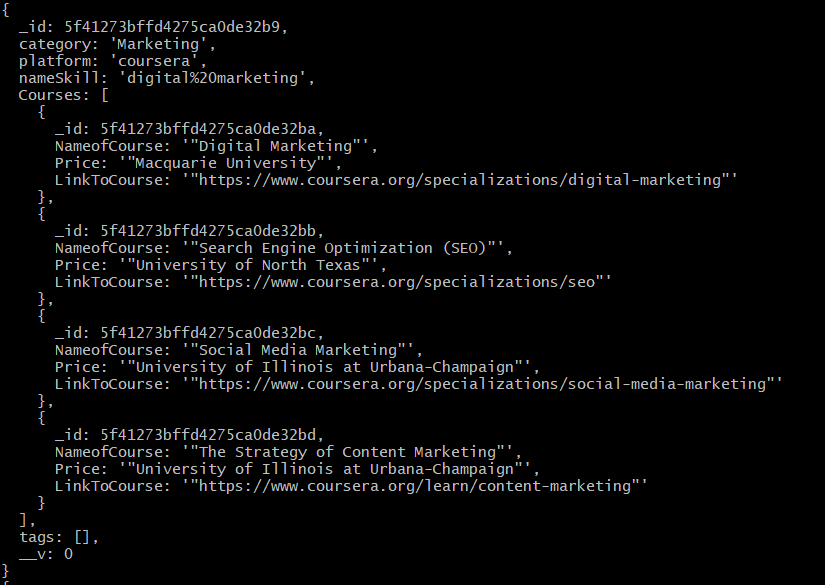 {
  _id: 5f41273bffd4275ca0de32b9,
  category: 'Marketing',
  platform: 'coursera',
  nameSkill: 'digital%20marketing',
  Courses: [
    {
      _id: 5f41273bffd4275ca0de32ba,
      NameofCourse: '"Digital Marketing"',
      Price: '"Macquarie University"',
      LinkToCourse: '"https://www.coursera.org/specializations/digital-marketing"'
    },
    {
      _id: 5f41273bffd4275ca0de32bb,
      NameofCourse: '"Search Engine Optimization (SEO)"',
      Price: '"University of North Texas"',
      LinkToCourse: '"https://www.coursera.org/specializations/seo"'
    },
    {
      _id: 5f41273bffd4275ca0de32bc,
      NameofCourse: '"Social Media Marketing"',
      Price: '"University of Illinois at Urbana-Champaign"',
      LinkToCourse: '"https://www.coursera.org/specializations/social-media-marketing"'
    },
    {
      _id: 5f41273bffd4275ca0de32bd,
      NameofCourse: '"The Strategy of Content Marketing"',
      Price: '"University of Illinois at Urbana-Champaign"',
      LinkToCourse: '"https://www.coursera.org/learn/content-marketing"'
    }
  ],
  tags: [],
  __v: 0
}